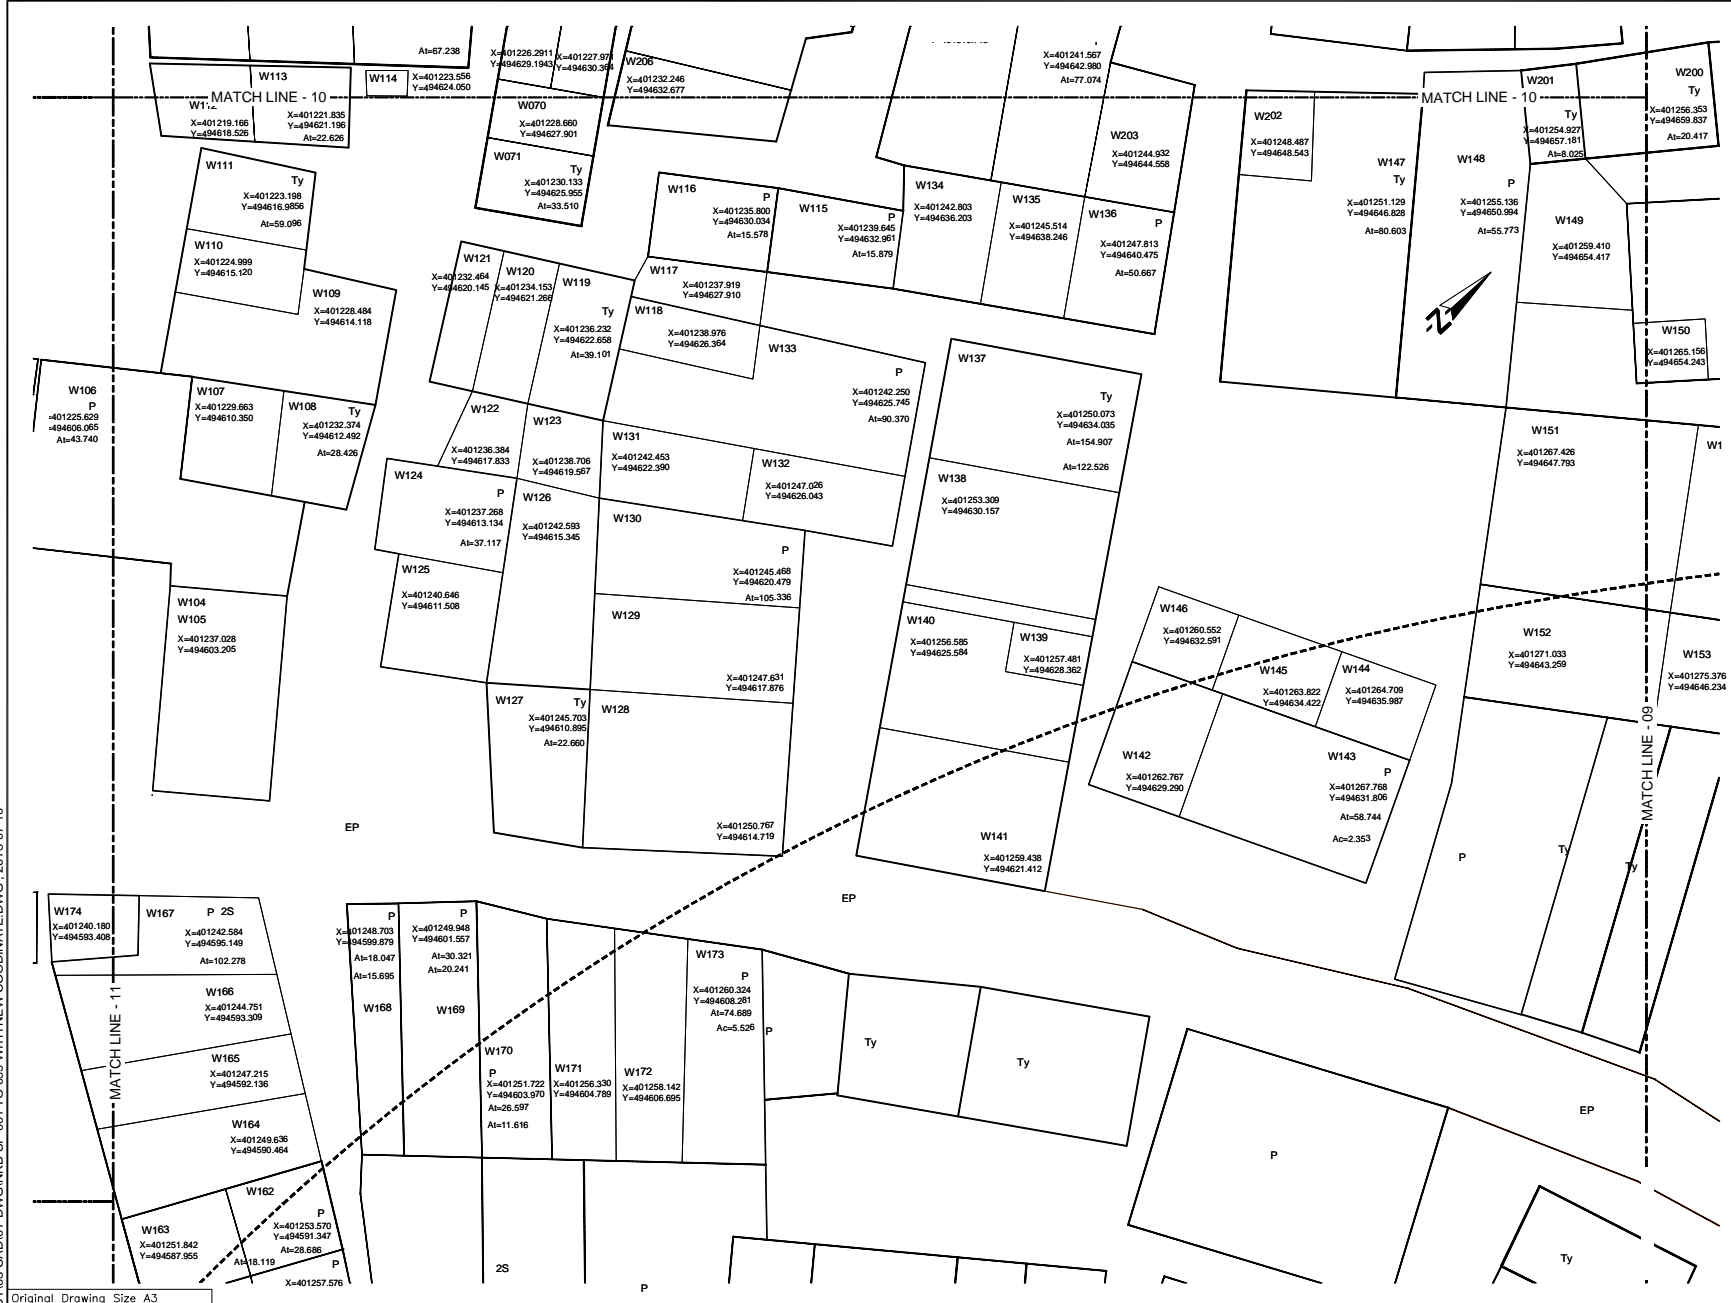 At=67.238
X=401226.2911
Y=494629.1943
X=401227.971
Y=494630.364
W206
X=401232.246
Y=494632.677
X=401241.567
Y=494642.980
At=77.074
W113
X=401221.835
Y=494621.196
At=22.626
W114
X=401223.556
Y=494624.050
MATCH LINE - 10
X=401219.166
Y=494618.526
W070
X=401228.660
Y=494627.901
W071
Ty
X=401230.133
Y=494625.955
At=33.510
W203
X=401244.932
Y=494644.558
W202
X=401248.487
Y=494648.543
MATCH LINE - 10
W201
Ty
X=401254.927
Y=494657.181
At=8.025
W200
Ty
X=401256.353
Y=494659.837
At=20.417
W111
Ty
X=401223.198
Y=494616.9856
At=59.096
W110
X=401224.999
Y=494615.120
W109
X=401228.484
Y=494614.118
W116
P
X=401235.800
Y=494630.034
At=15.578
W115
P
X=401239.645
Y=494632.961
At=15.879
W134
X=401242.803
Y=494636.203
W135
X=401245.514
Y=494638.246
W136
P
X=401247.813
Y=494640.475
At=50.667
W147
Ty
X=401251.129
Y=494646.828
At=80.603
W148
P
X=401255.136
Y=494650.994
At=55.773
W149
X=401259.410
Y=494654.417
N
W150
X=401265.156
Y=494654.243
W121
X=401232.464
Y=494620.145
W120
X=401234.153
Y=494621.266
W119
Ty
X=401236.232
Y=494622.658
At=39.101
W117
X=401237.919
Y=494627.910
W118
X=401238.976
Y=494626.364
W133
P
X=401242.250
Y=494625.745
At=90.370
W137
Ty
X=401250.073
Y=494634.035
At=154.907
At=122.526
W106
P
=401225.629
=494606.065
At=43.740
W107
X=401229.663
Y=494610.350
W108
Ty
X=401232.374
Y=494612.492
At=28.426
W122
X=401236.384
Y=494617.833
W123
X=401238.706
Y=494619.567
W131
X=401242.453
Y=494622.390
W132
X=401247.026
Y=494626.043
W151
X=401267.426
Y=494647.793
W1
W124
P
X=401237.268
Y=494613.134
At=37.117
W126
X=401242.593
Y=494615.345
W130
P
X=401245.468
Y=494620.479
At=105.336
W138
X=401253.309
Y=494630.157
W125
X=401240.646
Y=494611.508
W129
X=401247.631
Y=494617.876
W104
W105
X=401237.028
Y=494603.205
W140
X=401256.585
Y=494625.584
W139
X=401257.481
Y=494628.362
W146
X=401260.552
Y=494632.591
W145
X=401263.822
Y=494634.422
W144
X=401264.709
Y=494635.987
W152
X=401271.033
Y=494643.259
W153
X=401275.376
Y=494646.234
W127
Ty
X=401245.703
Y=494610.895
At=22.660
W128
X=401250.767
Y=494614.719
W142
X=401262.767
Y=494629.290
W143
P
X=401267.768
Y=494631.806
At=58.744
Ac=2.353
MATCH LINE - 09
EP
W141
X=401259.438
Y=494621.412
P
Ty
Ty
EP
W174
X=401240.180
Y=494593.408
W167
P 2S
X=401242.584
Y=494595.149
At=102.278
P
X=401248.703
Y=494599.879
At=18.047
At=15.695
W168
P
X=401249.948
Y=494601.557
At=30.321
At=20.241
W169
W173
P
X=401260.324
Y=494608.281
At=74.689
Ac=5.526
P
Ty
Ty
W166
X=401244.751
Y=494593.309
W165
X=401247.215
Y=494592.136
MATCH LINE - 11
W164
X=401249.636
Y=494590.464
W170
P
X=401251.722
Y=494603.970
At=26.597
At=11.616
W171
X=401256.330
Y=494604.789
W172
X=401258.142
Y=494606.695
EP
P
W163
X=401251.842
Y=494587.955
W162
P
X=401253.570
Y=494591.347
At=28.686
At=18.119
P
X=401257.576
2S
P
Ty
Original Drawing Size A3